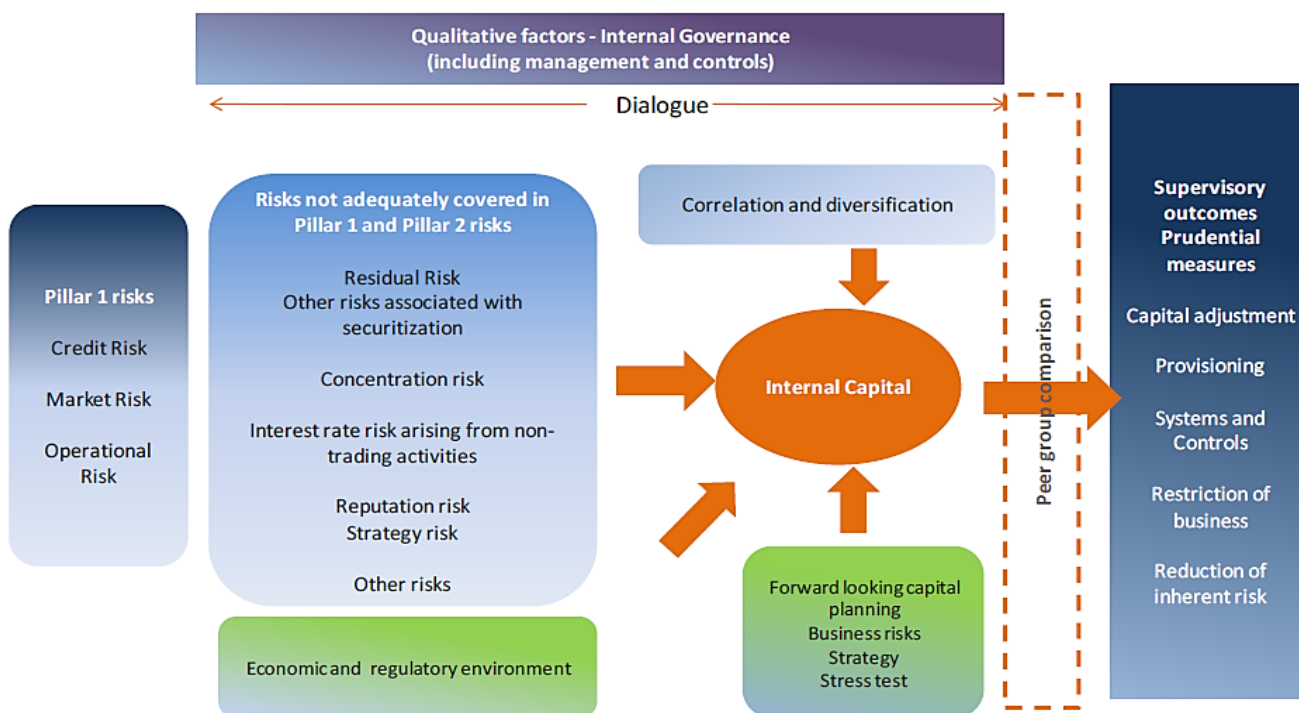 Qualitative factors - Internal Governance
(including management and controls)
Dialogue
Pillar 1 risks
Credit Risk
Market Risk
Operational
Risk
Risks not adequately covered in
Pillar 1 and Pillar 2 risks
Residual Risk
Other risks associated with
securitization
Concentration risk
Interest rate risk arising from non-
trading activities
Reputation risk
Strategy risk
Other risks
Economic and regulatory environment
Correlation and diversification
Internal Capital
Forward looking capital
planning
Business risks
Strategy
Stress test
Peer group comparison
Supervisory
outcomes
Prudential
measures
Capital adjustment
Provisioning
Systems and
Controls
Restriction of
business
Reduction of
inherent risk